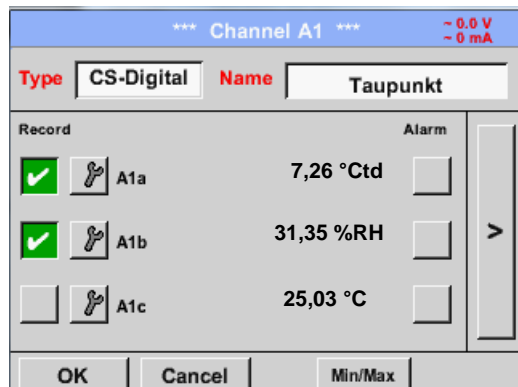 *** Channel A1 ***
~ 0.0 V
~ 0 mA
Type CS-Digital Name Taupunkt
Record Alarm
A1a 7,26 °Ctd
A1b 31,35 %RH
>
A1c 25,03 °C
OK Cancel Min/Max